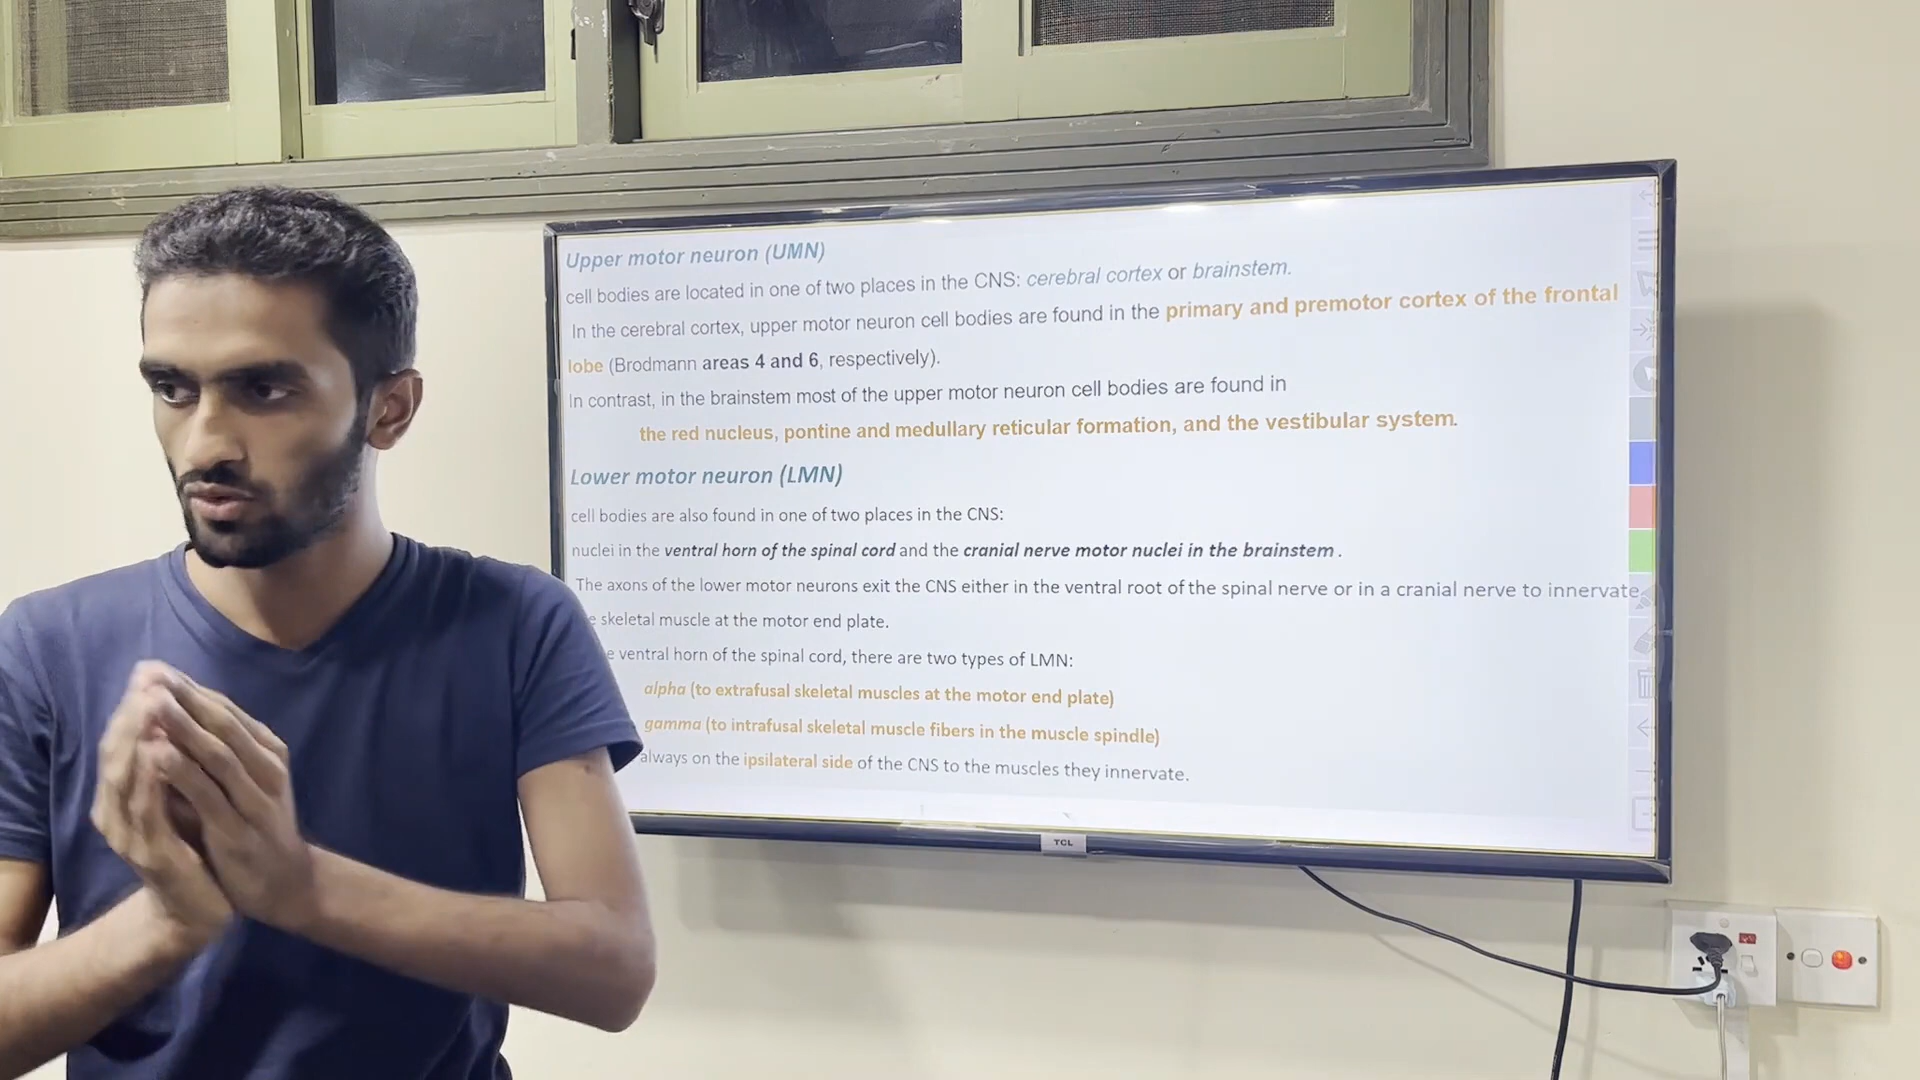 Upper motor neuron (UMN)
cell bodies are located in one of two places in the CNS: cerebral cortex or brainstem.
In the cerebral cortex, upper motor neuron cell bodies are found in the primary and premotor cortex of the frontal
lobe (Brodmann areas 4 and 6, respectively).
In contrast, in the brainstem most of the upper motor neuron cell bodies are found in
the red nucleus, pontine and medullary reticular formation, and the vestibular system.
Lower motor neuron (LMN)
cell bodies are also found in one of two places in the CNS:
nuclei in the ventral horn of the spinal cord and the cranial nerve motor nuclei in the brainstem .
The axons of the lower motor neurons exit the CNS either in the ventral root of the spinal nerve or in a cranial nerve to innervate
skeletal muscle at the motor end plate.
ventral horn of the spinal cord, there are two types of LMN:
alpha (to extrafusal skeletal muscles at the motor end plate)
gamma (to intrafusal skeletal muscle fibers in the muscle spindle)
always on the ipsilateral side of the CNS to the muscles they innervate.
TCL